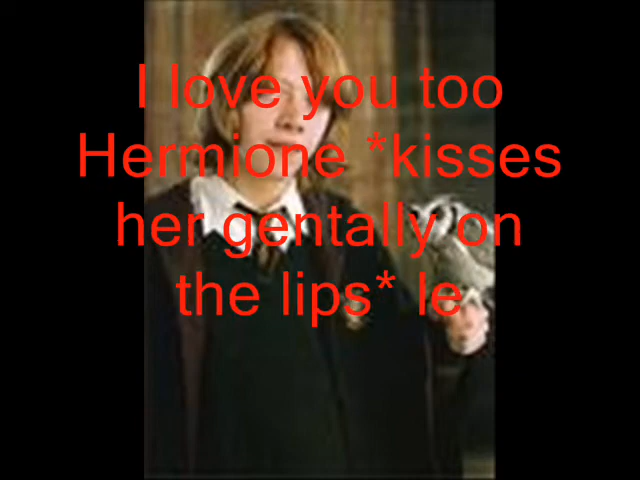 I love you too
Hermione *kisses
her gentally on
the lips* le